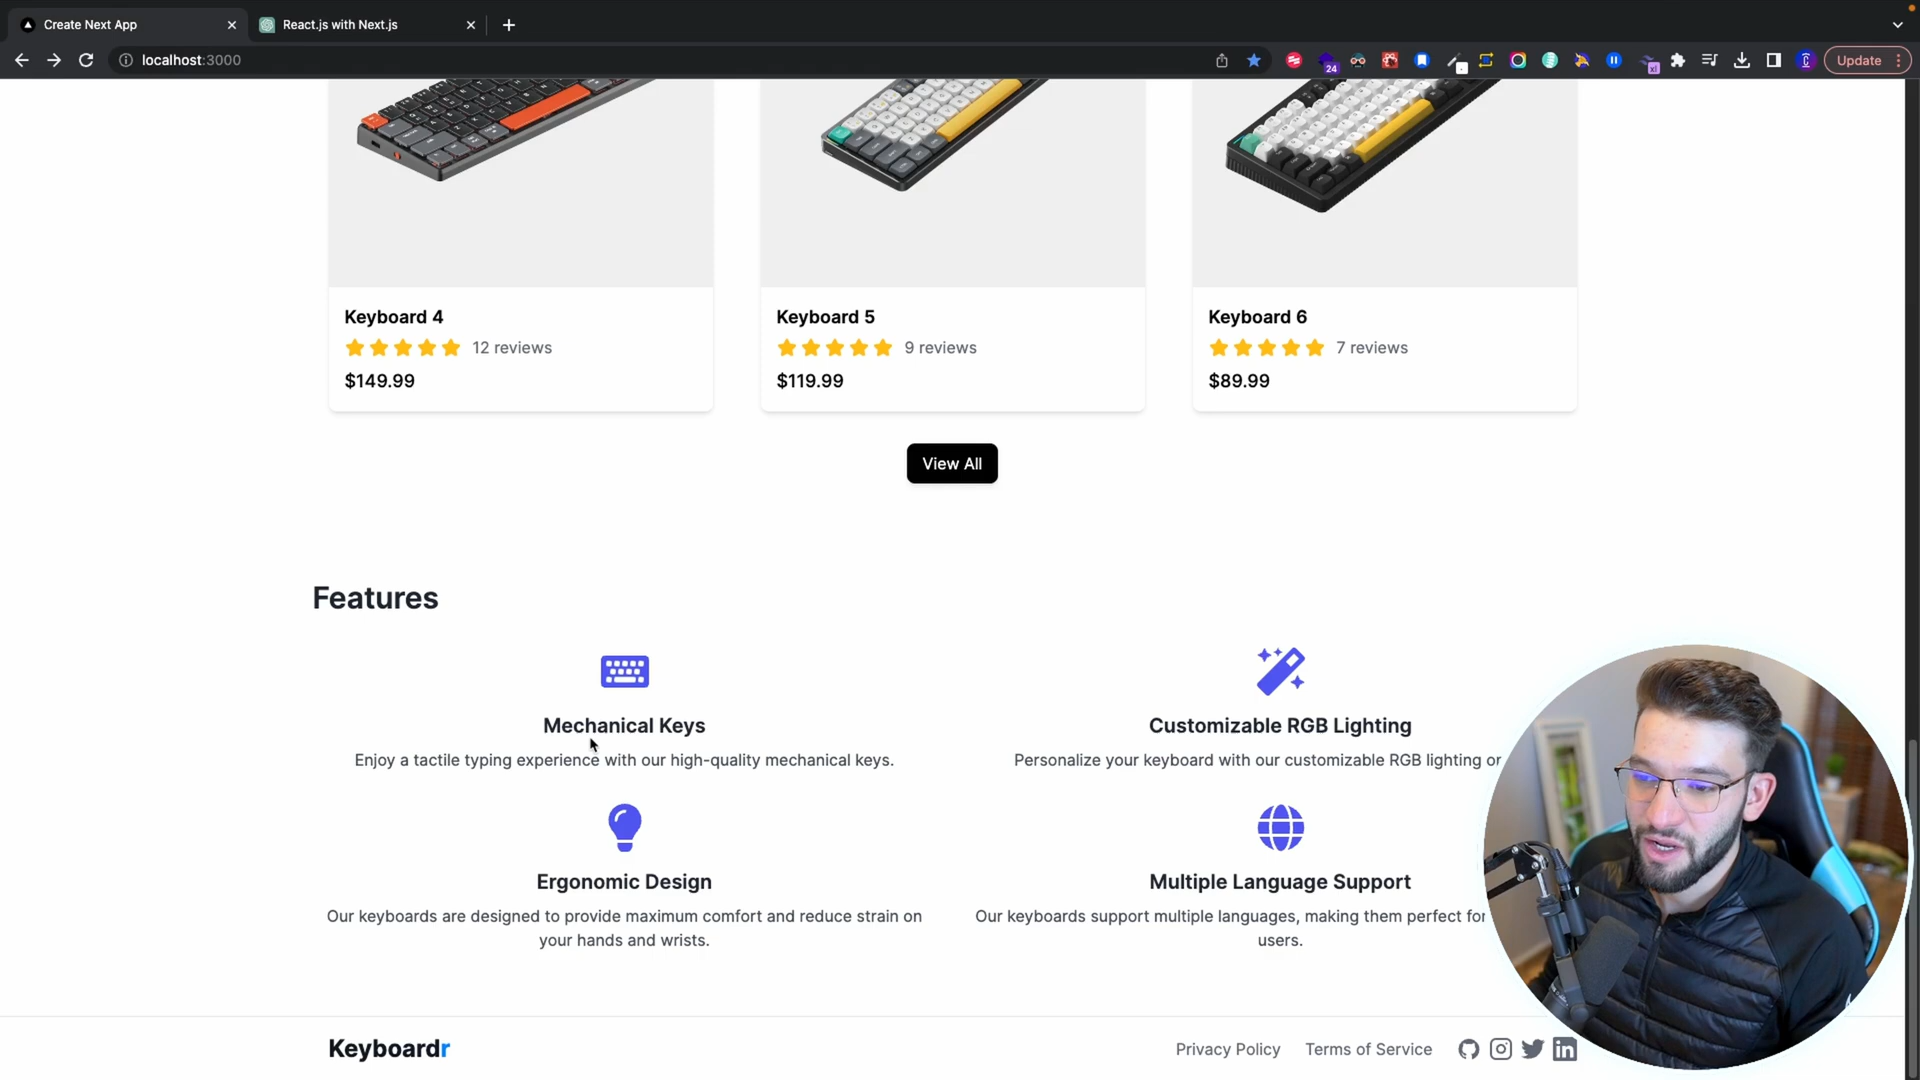 Create Next App
React.js with Next.js
localhost:3000
24
xl
Update
Keyboard 4
12 reviews
$149.99
Keyboard 5
9 reviews
$119.99
Keyboard 6
7 reviews
$89.99
View All
Features
Mechanical Keys
Enjoy a tactile typing experience with our high-quality mechanical keys.
Customizable RGB Lighting
Personalize your keyboard with our customizable RGB lighting
Ergonomic Design
Our keyboards are designed to provide maximum comfort and reduce strain on
your hands and wrists.
Multiple Language Support
Our keyboards support multiple languages, making them perfect for
users.
Keyboardr
Privacy Policy
Terms of Service